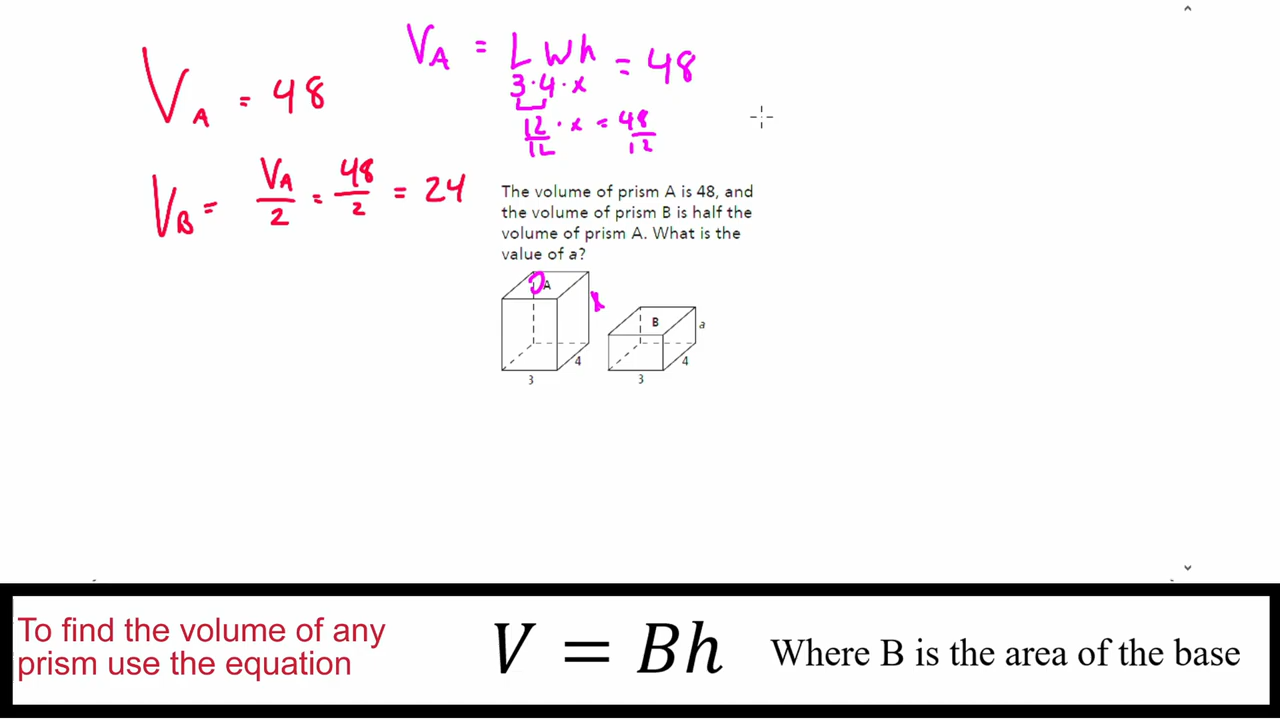 V_A = 48
V_B = V_A/2 = 48/2 = 24
V_A = L W h = 48
3·4·x
12/12 · x = 48/12
The volume of prism A is 48, and
the volume of prism B is half the
volume of prism A. What is the
value of a?
A
x
4
3
B
a
4
3
To find the volume of any
prism use the equation
V = Bh
Where B is the area of the base